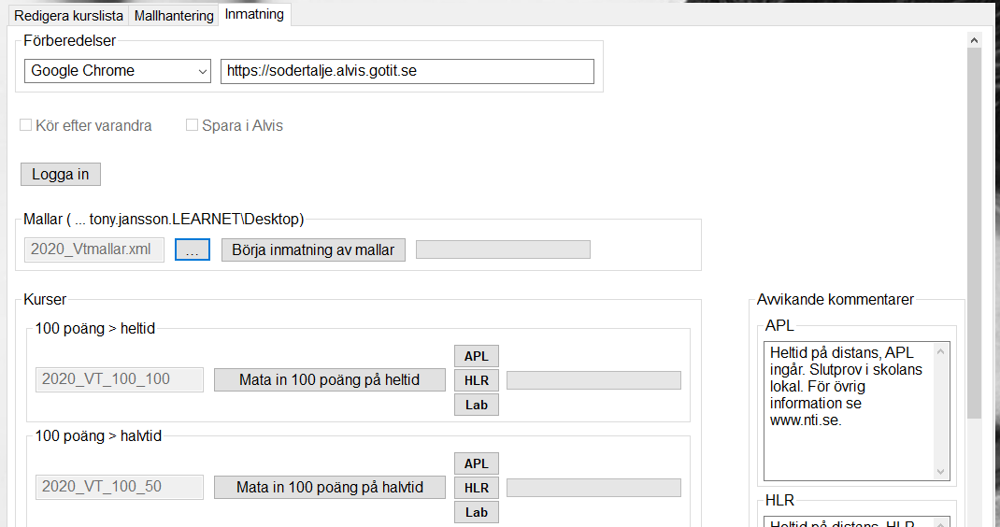 Redigera kurslista Mallhantering Inmatning
Förberedelser
Google Chrome https://sodertalje.alvis.gotit.se
Kör efter varandra Spara i Alvis
Logga in
Mallar ( ... tony.jansson.LEARNET\Desktop)
2020_Vtmallar.xml ... Börja inmatning av mallar
Kurser
100 poäng > heltid
2020_VT_100_100 Mata in 100 poäng på heltid
APL
HLR
Lab
100 poäng > halvtid
2020_VT_100_50 Mata in 100 poäng på halvtid
APL
HLR
Lab
Avvikande kommentarer
APL
Heltid på distans, APL
ingår. Slutprov i skolans
lokal. För övrig
information se
www.nti.se.
HLR
Heltid på distans, HLR